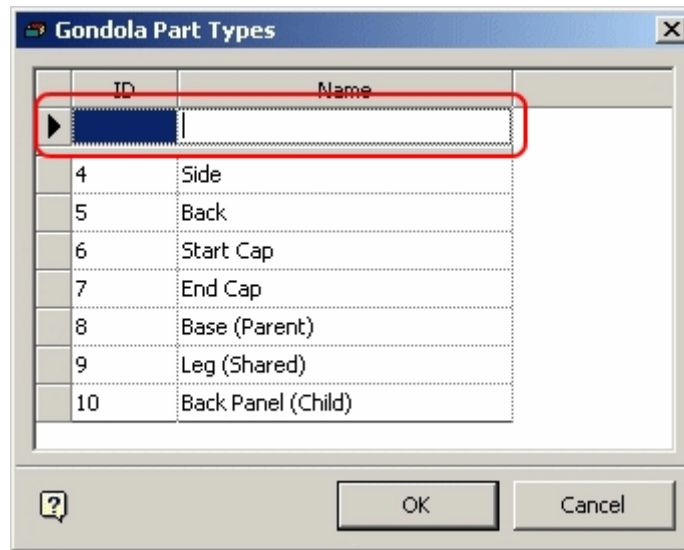 Gondola Part Types
ID Name
4 Side
5 Back
6 Start Cap
7 End Cap
8 Base (Parent)
9 Leg (Shared)
10 Back Panel (Child)
? OK Cancel